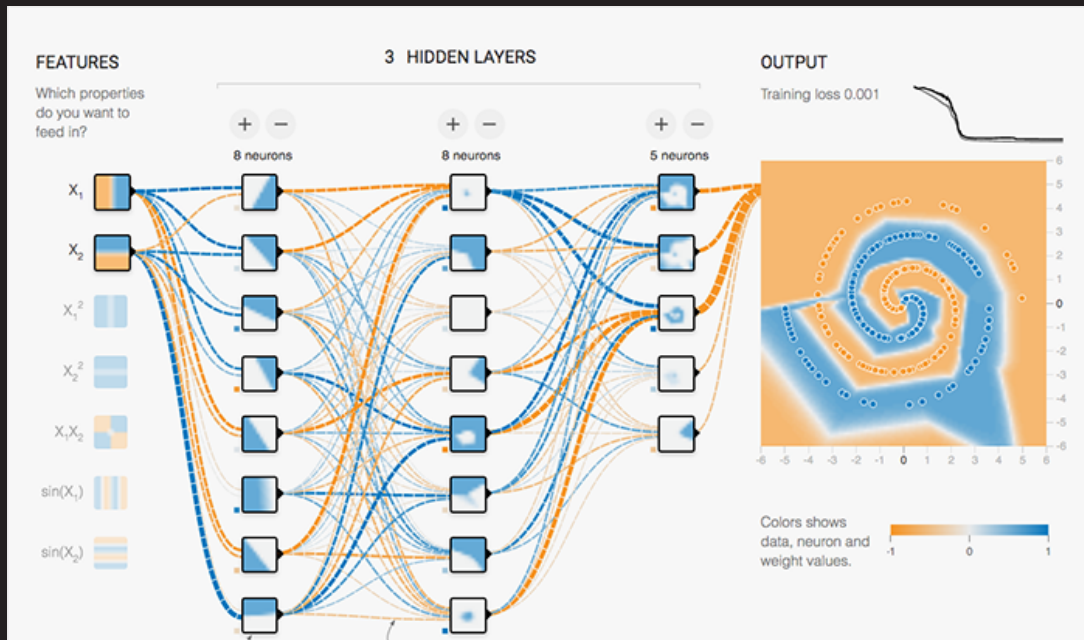 FEATURES
Which properties
do you want to
feed in?
X₁
X₂
X₁²
X₂²
X₁X₂
sin(X₁)
sin(X₂)
3 HIDDEN LAYERS
+ −
+ −
+ −
8 neurons
8 neurons
5 neurons
OUTPUT
Training loss 0.001
6
5
4
3
2
1
0
-1
-2
-3
-4
-5
-6
-6 -5 -4 -3 -2 -1 0 1 2 3 4 5 6
Colors shows
data, neuron and
weight values.
-1 0 1